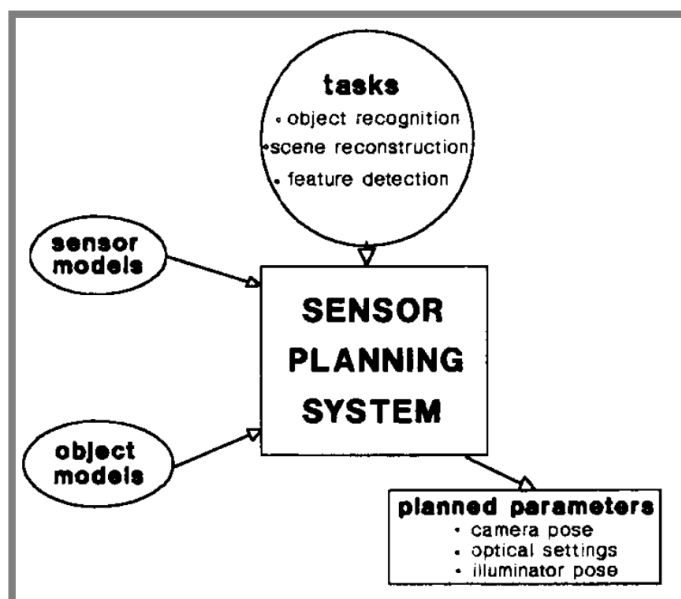 tasks
• object recognition
•scene reconstruction
• feature detection
sensor
models
SENSOR
PLANNING
SYSTEM
object
models
planned parameters
• camera pose
• optical settings
• illuminator pose